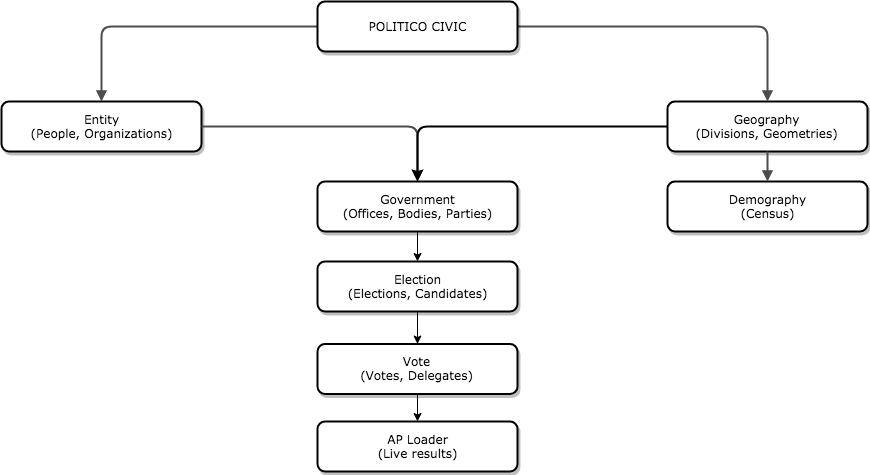 POLITICO CIVIC
Entity
(People, Organizations)
Geography
(Divisions, Geometries)
Government
(Offices, Bodies, Parties)
Demography
(Census)
Election
(Elections, Candidates)
Vote
(Votes, Delegates)
AP Loader
(Live results)